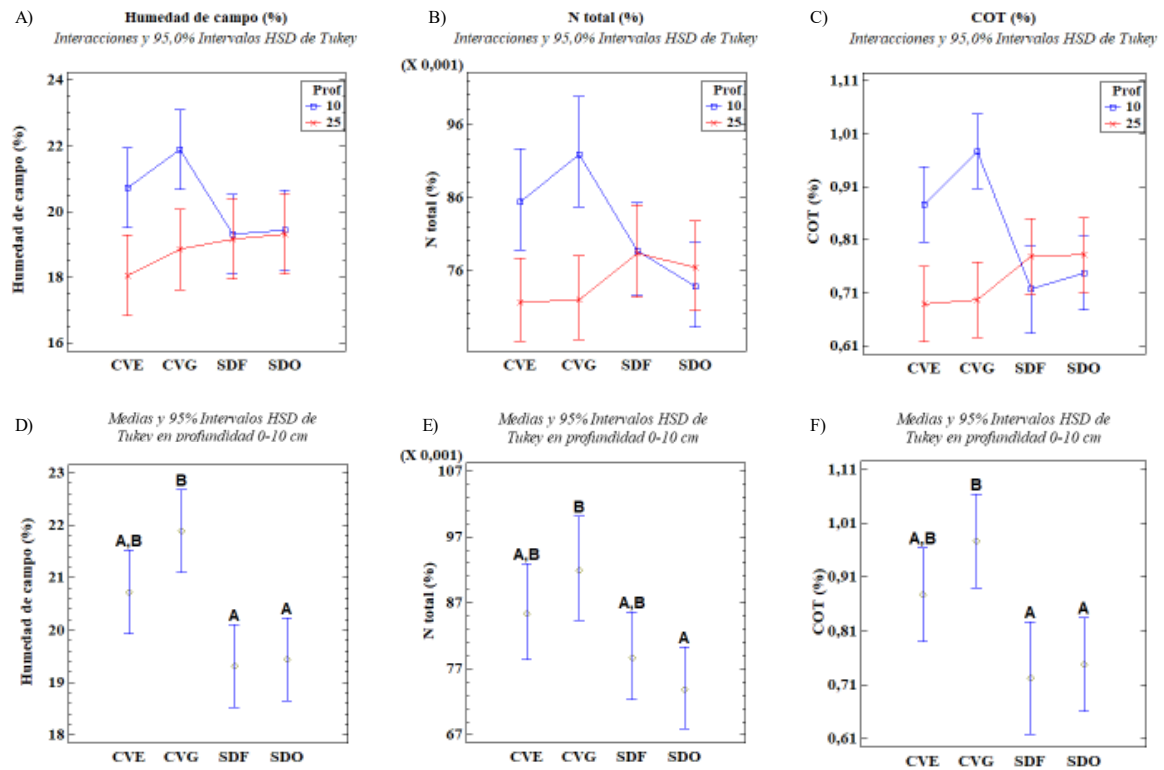 A)
Humedad de campo (%)
Interacciones y 95,0% Intervalos HSD de Tukey
Humedad de campo (%)
24
22
20
18
16
Prof
10
25
CVE CVG SDF SDO
B)
N total (%)
Interacciones y 95,0% Intervalos HSD de Tukey
(X 0,001)
N total (%)
96
86
76
Prof
10
25
CVE CVG SDF SDO
C)
COT (%)
Interacciones y 95,0% Intervalos HSD de Tukey
COT (%)
1,11
1,01
0,91
0,81
0,71
0,61
Prof
10
25
CVE CVG SDF SDO
D)
Medias y 95% Intervalos HSD de
Tukey en profundidad 0-10 cm
Humedad de campo (%)
23
22
21
20
19
18
A,B
B
A
A
CVE CVG SDF SDO
E)
Medias y 95% Intervalos HSD de
Tukey en profundidad 0-10 cm
(X 0,001)
N total (%)
107
97
87
77
67
A,B
B
A,B
A
CVE CVG SDF SDO
F)
Medias y 95% Intervalos HSD de
Tukey en profundidad 0-10 cm
COT (%)
1,11
1,01
0,91
0,81
0,71
0,61
A,B
B
A
A
CVE CVG SDF SDO